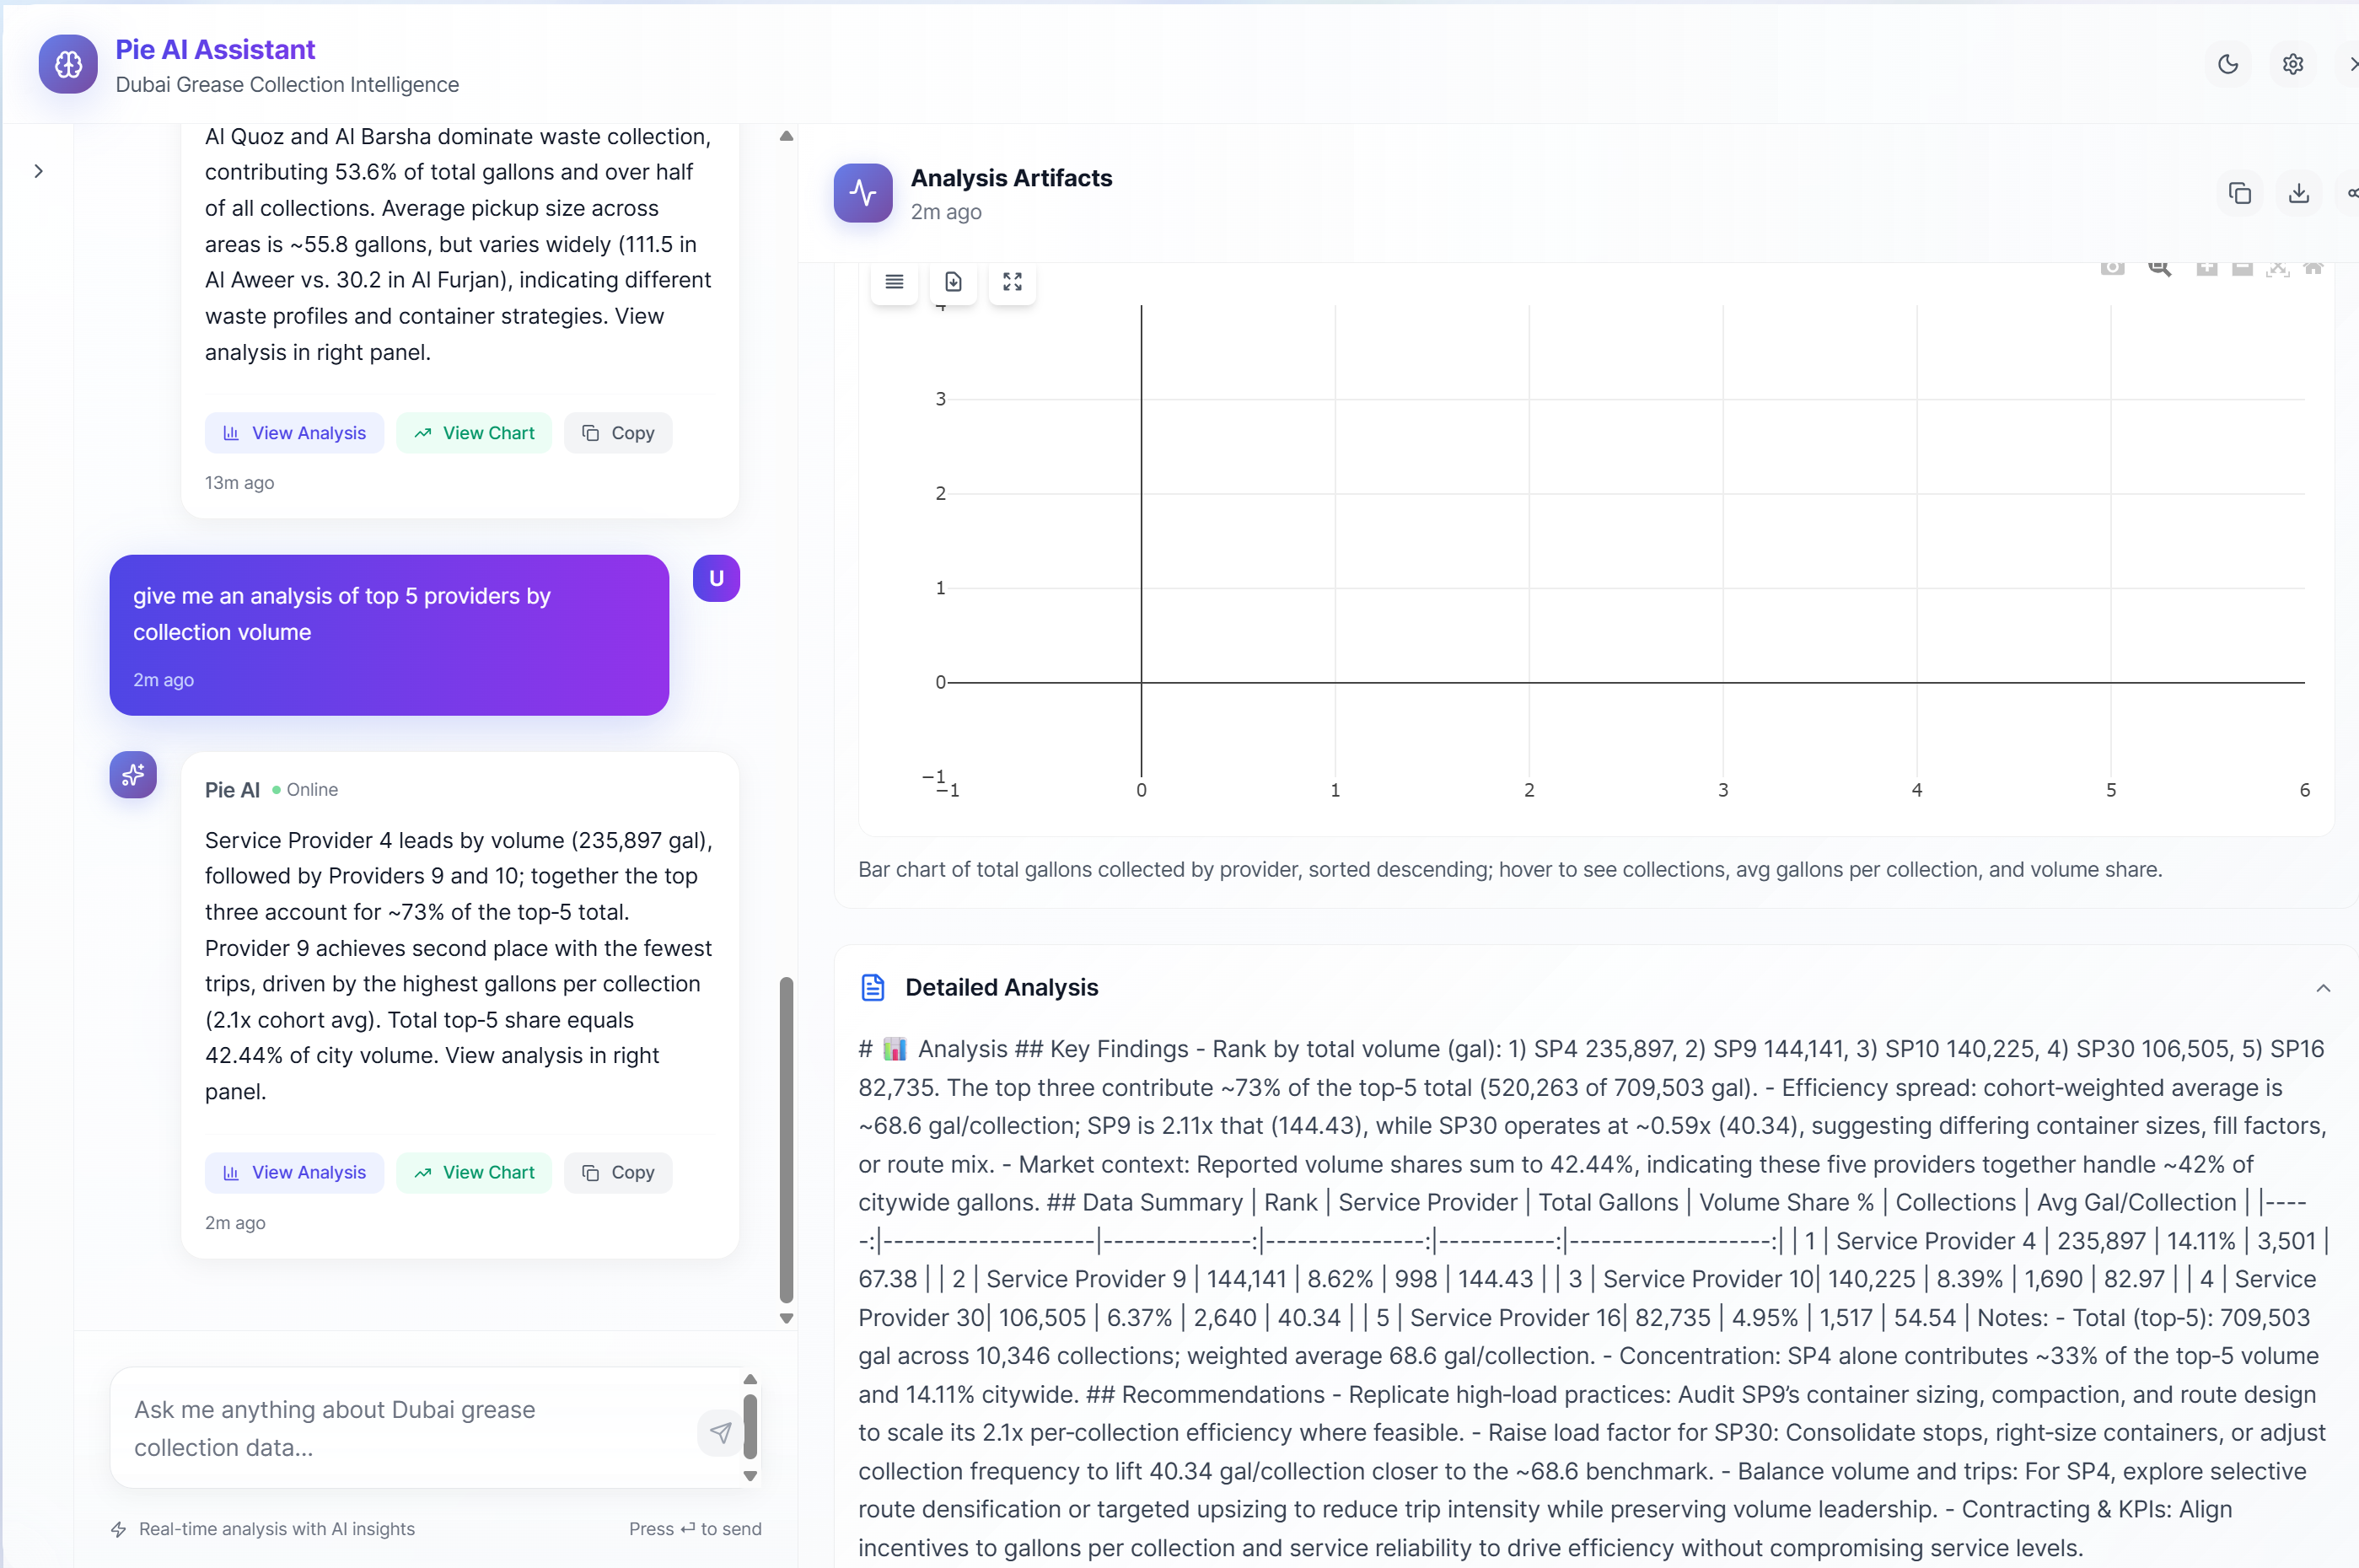 Pie AI Assistant
Dubai Grease Collection Intelligence
Al Quoz and Al Barsha dominate waste collection,
contributing 53.6% of total gallons and over half
of all collections. Average pickup size across
areas is ~55.8 gallons, but varies widely (111.5 in
Al Aweer vs. 30.2 in Al Furjan), indicating different
waste profiles and container strategies. View
analysis in right panel.
View Analysis
View Chart
Copy
13m ago
give me an analysis of top 5 providers by
collection volume
2m ago
U
Pie AI
Online
Service Provider 4 leads by volume (235,897 gal),
followed by Providers 9 and 10; together the top
three account for ~73% of the top-5 total.
Provider 9 achieves second place with the fewest
trips, driven by the highest gallons per collection
(2.1x cohort avg). Total top-5 share equals
42.44% of city volume. View analysis in right
panel.
View Analysis
View Chart
Copy
2m ago
Ask me anything about Dubai grease
collection data...
Real-time analysis with AI insights
Press ↵ to send
Analysis Artifacts
2m ago
4
3
2
1
0
−1
−1 0 1 2 3 4 5 6
Bar chart of total gallons collected by provider, sorted descending; hover to see collections, avg gallons per collection, and volume share.
Detailed Analysis
# 📊 Analysis ## Key Findings - Rank by total volume (gal): 1) SP4 235,897, 2) SP9 144,141, 3) SP10 140,225, 4) SP30 106,505, 5) SP16
82,735. The top three contribute ~73% of the top-5 total (520,263 of 709,503 gal). - Efficiency spread: cohort-weighted average is
~68.6 gal/collection; SP9 is 2.11x that (144.43), while SP30 operates at ~0.59x (40.34), suggesting differing container sizes, fill factors,
or route mix. - Market context: Reported volume shares sum to 42.44%, indicating these five providers together handle ~42% of
citywide gallons. ## Data Summary | Rank | Service Provider | Total Gallons | Volume Share % | Collections | Avg Gal/Collection | |----
-:|--------------------|--------------:|---------------:|-----------:|-------------------:| | 1 | Service Provider 4 | 235,897 | 14.11% | 3,501 |
67.38 | | 2 | Service Provider 9 | 144,141 | 8.62% | 998 | 144.43 | | 3 | Service Provider 10| 140,225 | 8.39% | 1,690 | 82.97 | | 4 | Service
Provider 30| 106,505 | 6.37% | 2,640 | 40.34 | | 5 | Service Provider 16| 82,735 | 4.95% | 1,517 | 54.54 | Notes: - Total (top-5): 709,503
gal across 10,346 collections; weighted average 68.6 gal/collection. - Concentration: SP4 alone contributes ~33% of the top-5 volume
and 14.11% citywide. ## Recommendations - Replicate high-load practices: Audit SP9’s container sizing, compaction, and route design
to scale its 2.1x per-collection efficiency where feasible. - Raise load factor for SP30: Consolidate stops, right-size containers, or adjust
collection frequency to lift 40.34 gal/collection closer to the ~68.6 benchmark. - Balance volume and trips: For SP4, explore selective
route densification or targeted upsizing to reduce trip intensity while preserving volume leadership. - Contracting & KPIs: Align
incentives to gallons per collection and service reliability to drive efficiency without compromising service levels.